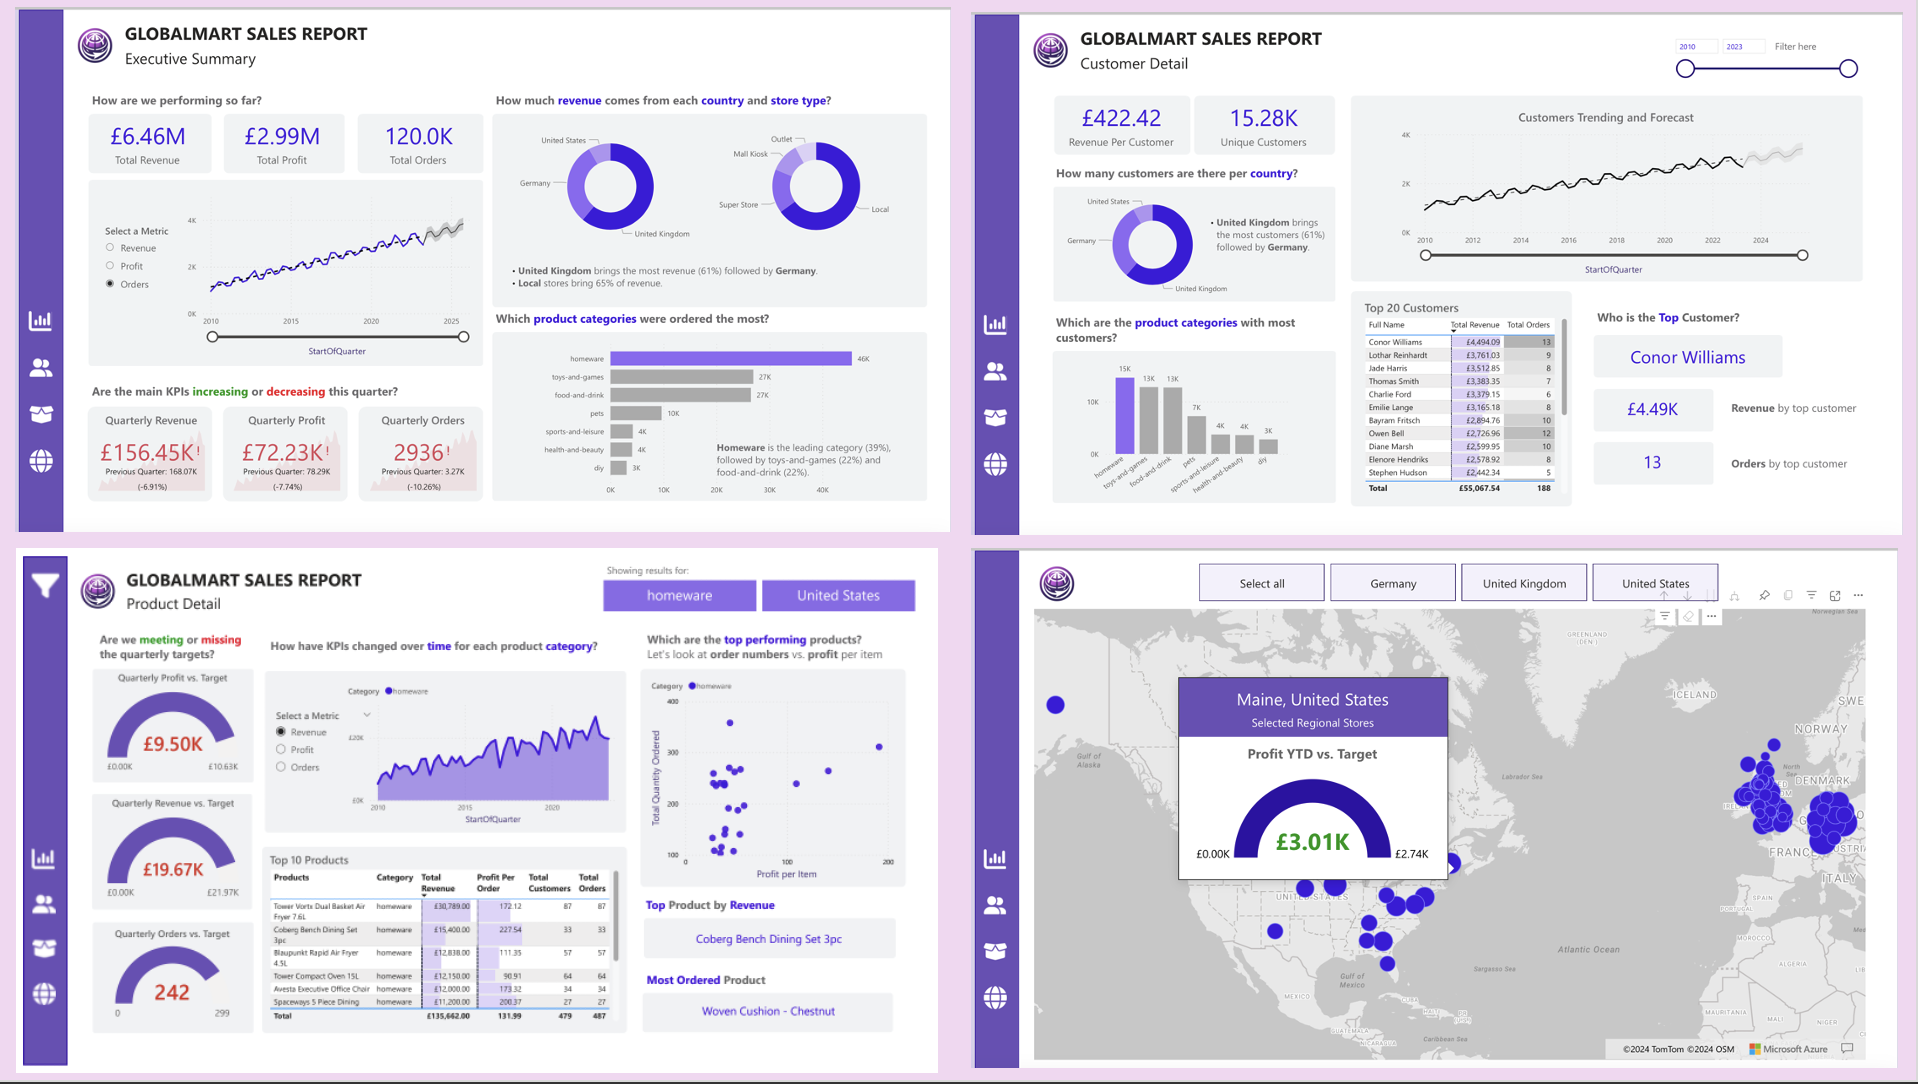 GLOBALMART SALES REPORT
Executive Summary
How are we performing so far?
£6.46M
Total Revenue
£2.99M
Total Profit
120.0K
Total Orders
Select a Metric
Revenue
Profit
Orders
4K
2K
0K
2010 2015 2020 2025
StartOfQuarter
Are the main KPIs increasing or decreasing this quarter?
Quarterly Revenue
£156.45K!
Previous Quarter: 168.07K
(-6.91%)
Quarterly Profit
£72.23K!
Previous Quarter: 78.29K
(-7.74%)
Quarterly Orders
2936!
Previous Quarter: 3.27K
(-10.26%)
How much revenue comes from each country and store type?
United States
Germany
United Kingdom
Outlet
Mall Kiosk
Super Store
Local
• United Kingdom brings the most revenue (61%) followed by Germany.
• Local stores bring 65% of revenue.
Which product categories were ordered the most?
homeware 46K
toys-and-games 27K
food-and-drink 27K
pets 10K
sports-and-leisure 4K
health-and-beauty 4K
diy 3K
0K 10K 20K 30K 40K
Homeware is the leading category (39%),
followed by toys-and-games (22%) and
food-and-drink (22%).
GLOBALMART SALES REPORT
Customer Detail
2010 2023 Filter here
£422.42
Revenue Per Customer
15.28K
Unique Customers
How many customers are there per country?
United States
Germany
United Kingdom
• United Kingdom brings
the most customers (61%)
followed by Germany.
Which are the product categories with most
customers?
10K
0K
15K 13K 13K 7K 4K 4K 3K
homeware
toys-and-games
food-and-drink
pets
sports-and-leisure
health-and-beauty
diy
Customers Trending and Forecast
4K
2K
0K
2010 2012 2014 2016 2018 2020 2022 2024
StartOfQuarter
Top 20 Customers
Full Name Total Revenue Total Orders
Conor Williams £4,494.09 13
Lothar Reinhardt £3,761.03 9
Jade Harris £3,512.85 8
Thomas Smith £3,383.35 7
Charlie Ford £3,379.15 6
Emilie Lange £3,165.18 8
Bayram Fritsch £2,894.76 10
Owen Bell £2,726.96 12
Diane Marsh £2,599.95 10
Elenore Hendriks £2,578.92 8
Stephen Hudson £2,442.34 5
Total £55,067.54 188
Who is the Top Customer?
Conor Williams
£4.49K
Revenue by top customer
13
Orders by top customer
GLOBALMART SALES REPORT
Product Detail
Showing results for:
homeware
United States
Are we meeting or missing
the quarterly targets?
Quarterly Profit vs. Target
£9.50K
£0.00K £10.63K
Quarterly Revenue vs. Target
£19.67K
£0.00K £21.97K
Quarterly Orders vs. Target
242
0 299
How have KPIs changed over time for each product category?
Category homeware
Select a Metric
Revenue
Profit
Orders
£20K
£0K
2010 2015 2020
StartOfQuarter
Top 10 Products
Products Category Total Revenue Profit Per Order Total Customers Total Orders
Tower Vortx Dual Basket Air Fryer 7.6L homeware £30,789.00 172.12 87 87
Coberg Bench Dining Set 3pc homeware £15,400.00 227.54 33 33
Blaupunkt Rapid Air Fryer 4.5L homeware £12,838.00 111.35 57 57
Tower Compact Oven 15L homeware £12,150.00 90.91 64 64
Avesta Executive Office Chair homeware £12,000.00 173.32 34 34
Spaceways 5 Piece Dining homeware £11,200.00 200.37 27 27
Total £135,662.00 131.99 479 487
Which are the top performing products?
Let's look at order numbers vs. profit per item
Category homeware
Total Quantity Ordered
400
300
200
100
0 100 200
Profit per Item
Top Product by Revenue
Coberg Bench Dining Set 3pc
Most Ordered Product
Woven Cushion - Chestnut
Select all
Germany
United Kingdom
United States
Maine, United States
Selected Regional Stores
Profit YTD vs. Target
£3.01K
£0.00K £2.74K
Norwegian Sea
GREENLAND
(DEN.)
ICELAND
SWE
NORWAY
Gulf of
Alaska
Labrador Sea
North
Sea
DENMARK
FRANC
ITALY
SPAIN
PORTUGAL
UNITED STATES
Atlantic Ocean
Sargasso Sea
Gulf of
Mexico
MEXICO
CUBA
GUATEMALA
NICARAGUA
Caribbean Sea
MOROCCO
ALGERIA
LIB
MAURITANIA
MALI
NIGER
©2024 TomTom ©2024 OSM Microsoft Azure